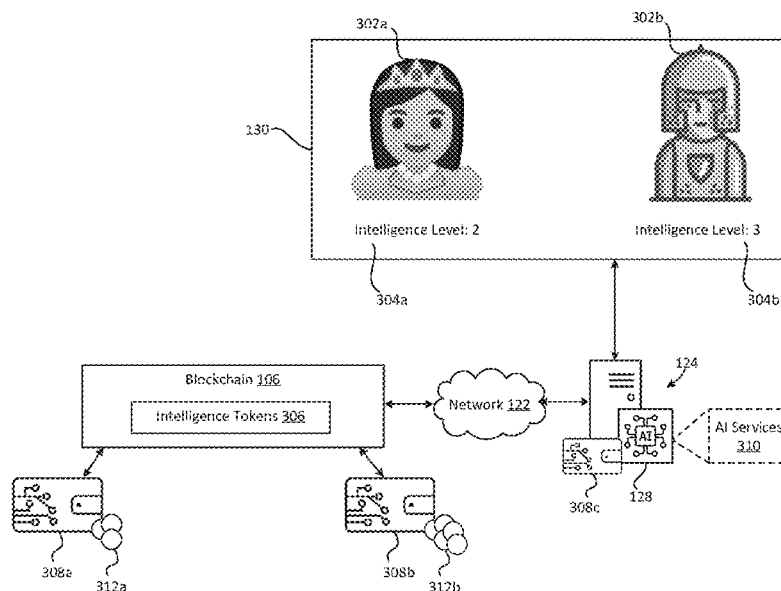 302a
302b
130
Intelligence Level: 2
Intelligence Level: 3
304a
304b
124
Blockchain 106
Intelligence Tokens 306
Network 122
AI
AI Services
310
128
308c
308a
308b
312a
312b